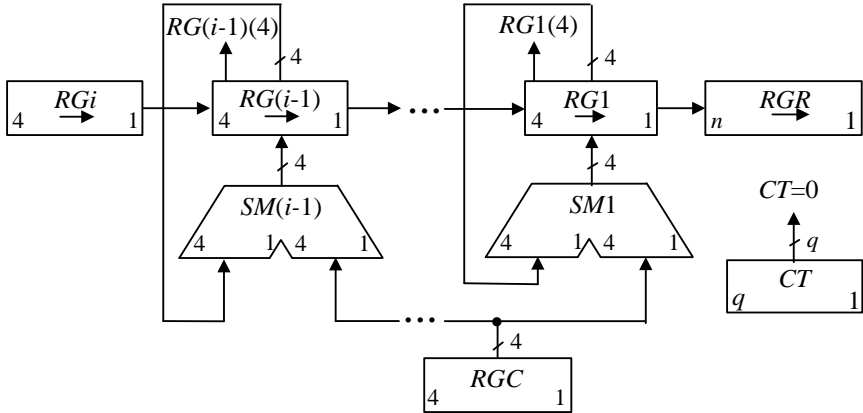 RG(i-1)(4)
4
RG1(4)
4
RGi
4 1
RG(i-1)
4 1
...
RG1
4 1
RGR
n 1
4
4
SM(i-1)
4 1 4 1
SM1
4 1 4 1
CT=0
q
CT
q 1
...
4
RGC
4 1